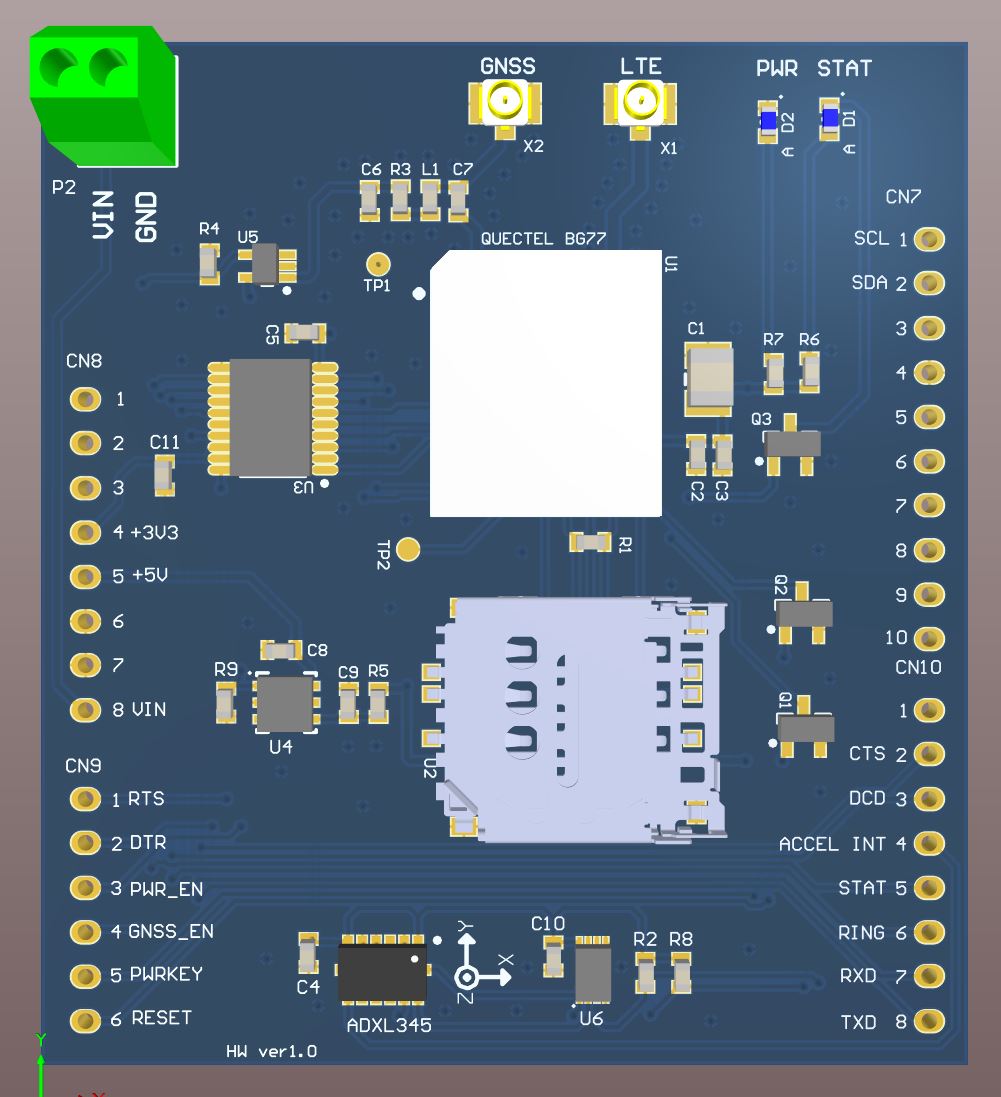 GNSS
LTE
PWR STAT
X2
X1
D2
D1
A
A
P2
VIN
GND
C6 R3 L1 C7
CN7
R4
U5
QUECTEL BG77
U1
TP1
SCL 1
SDA 2
3
4
5
6
7
8
9
10
C5
C1
R7
R6
Q3
C2
C3
CN8
1
2
3
4 +3V3
5 +5V
6
7
8 VIN
C11
U3
TP2
R1
Q2
Q1
C8
R9
C9
R5
U4
U2
CN10
1
CTS 2
DCD 3
ACCEL INT 4
STAT 5
RING 6
RXD 7
TXD 8
CN9
1 RTS
2 DTR
3 PWR_EN
4 GNSS_EN
5 PWRKEY
6 RESET
C4
ADXL345
Y
X
Z
C10
R2
R8
U6
HW ver1.0
Y
X